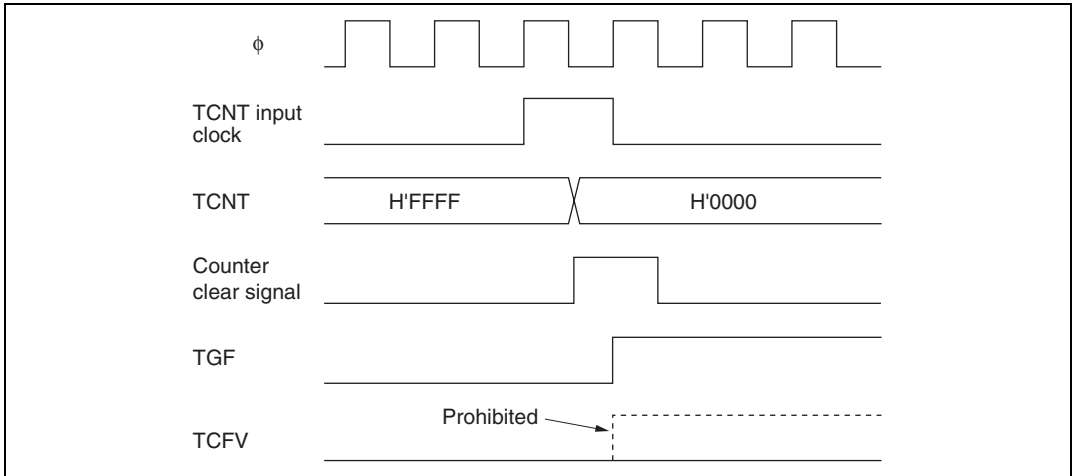 ϕ
TCNT input
clock
TCNT
H'FFFF
H'0000
Counter
clear signal
TGF
Prohibited
TCFV